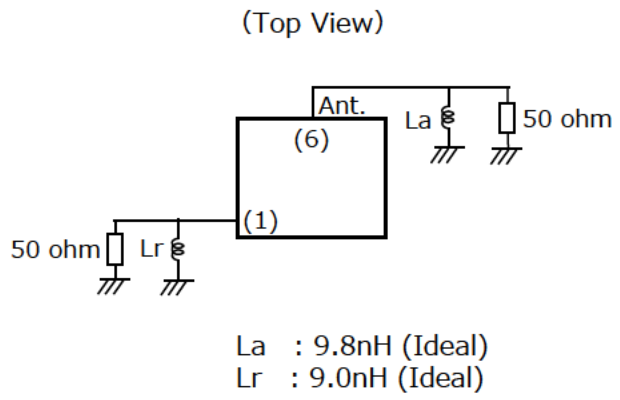 (Top View)
Ant.
La
50 ohm
(6)
(1)
50 ohm
Lr
La : 9.8nH (Ideal)
Lr : 9.0nH (Ideal)